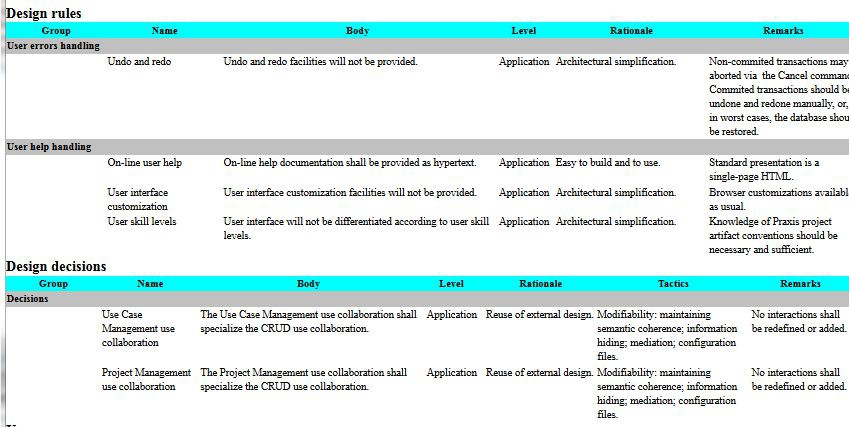 Design rules
Group Name Body Level Rationale Remarks
User errors handling
Undo and redo Undo and redo facilities will not be provided. Application Architectural simplification. Non-commited transactions may
aborted via the Cancel
Commited transactions should
undone and redone manually, or,
in worst cases, the database
be restored.
User help handling
On-line user help On-line help documentation shall be provided as hypertext. Application Easy to build and to use. Standard presentation is a
single-page HTML.
User interface User interface customization facilities will not be provided. Application Architectural simplification. Browser customizations
customization as usual.
User skill levels User interface will not be differentiated according to user skill Application Architectural simplification. Knowledge of Praxis project
levels. artifact conventions should be
necessary and sufficient.
Design decisions
Group Name Body Level Rationale Tactics Remarks
Decisions
Use Case The Use Case Management use collaboration shall Application Reuse of external design. Modifiability: maintaining No interactions shall
Management use specialize the CRUD use collaboration. semantic coherence; information be redefined or added.
collaboration hiding; mediation; configuration
files.
Project Management The Project Management use collaboration shall Application Reuse of external design. Modifiability: maintaining No interactions shall
use collaboration specialize the CRUD use collaboration. semantic coherence; information be redefined or added.
hiding; mediation; configuration
files.